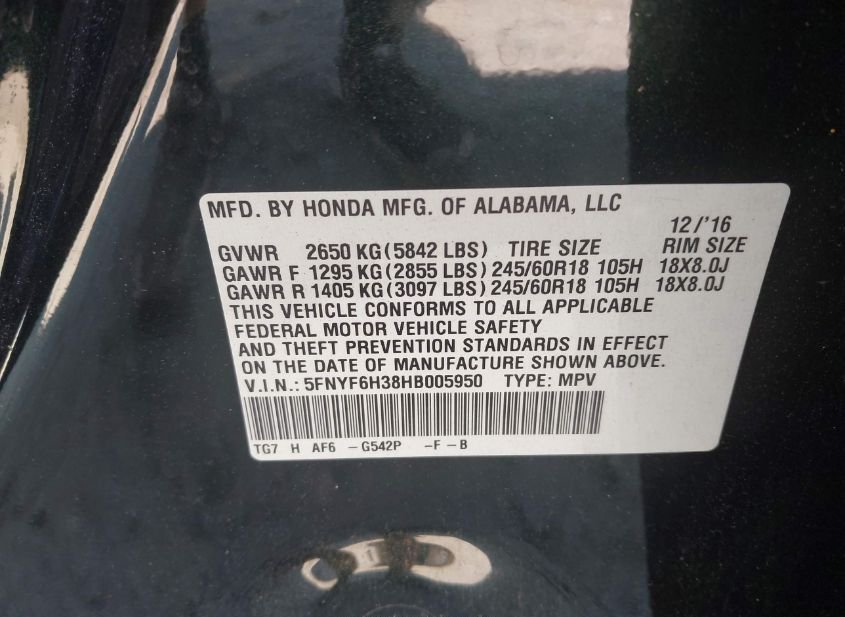 MFD. BY HONDA MFG. OF ALABAMA, LLC
12/'16
GVWR 2650 KG(5842 LBS) TIRE SIZE RIM SIZE
GAWR F 1295 KG(2855 LBS) 245/60R18 105H 18X8.0J
GAWR R 1405 KG(3097 LBS) 245/60R18 105H 18X8.0J
THIS VEHICLE CONFORMS TO ALL APPLICABLE
FEDERAL MOTOR VEHICLE SAFETY
AND THEFT PREVENTION STANDARDS IN EFFECT
ON THE DATE OF MANUFACTURE SHOWN ABOVE.
V.I.N.: 5FNYF6H38HB005950 TYPE: MPV
TG7 H AF6 -G542P -F-B